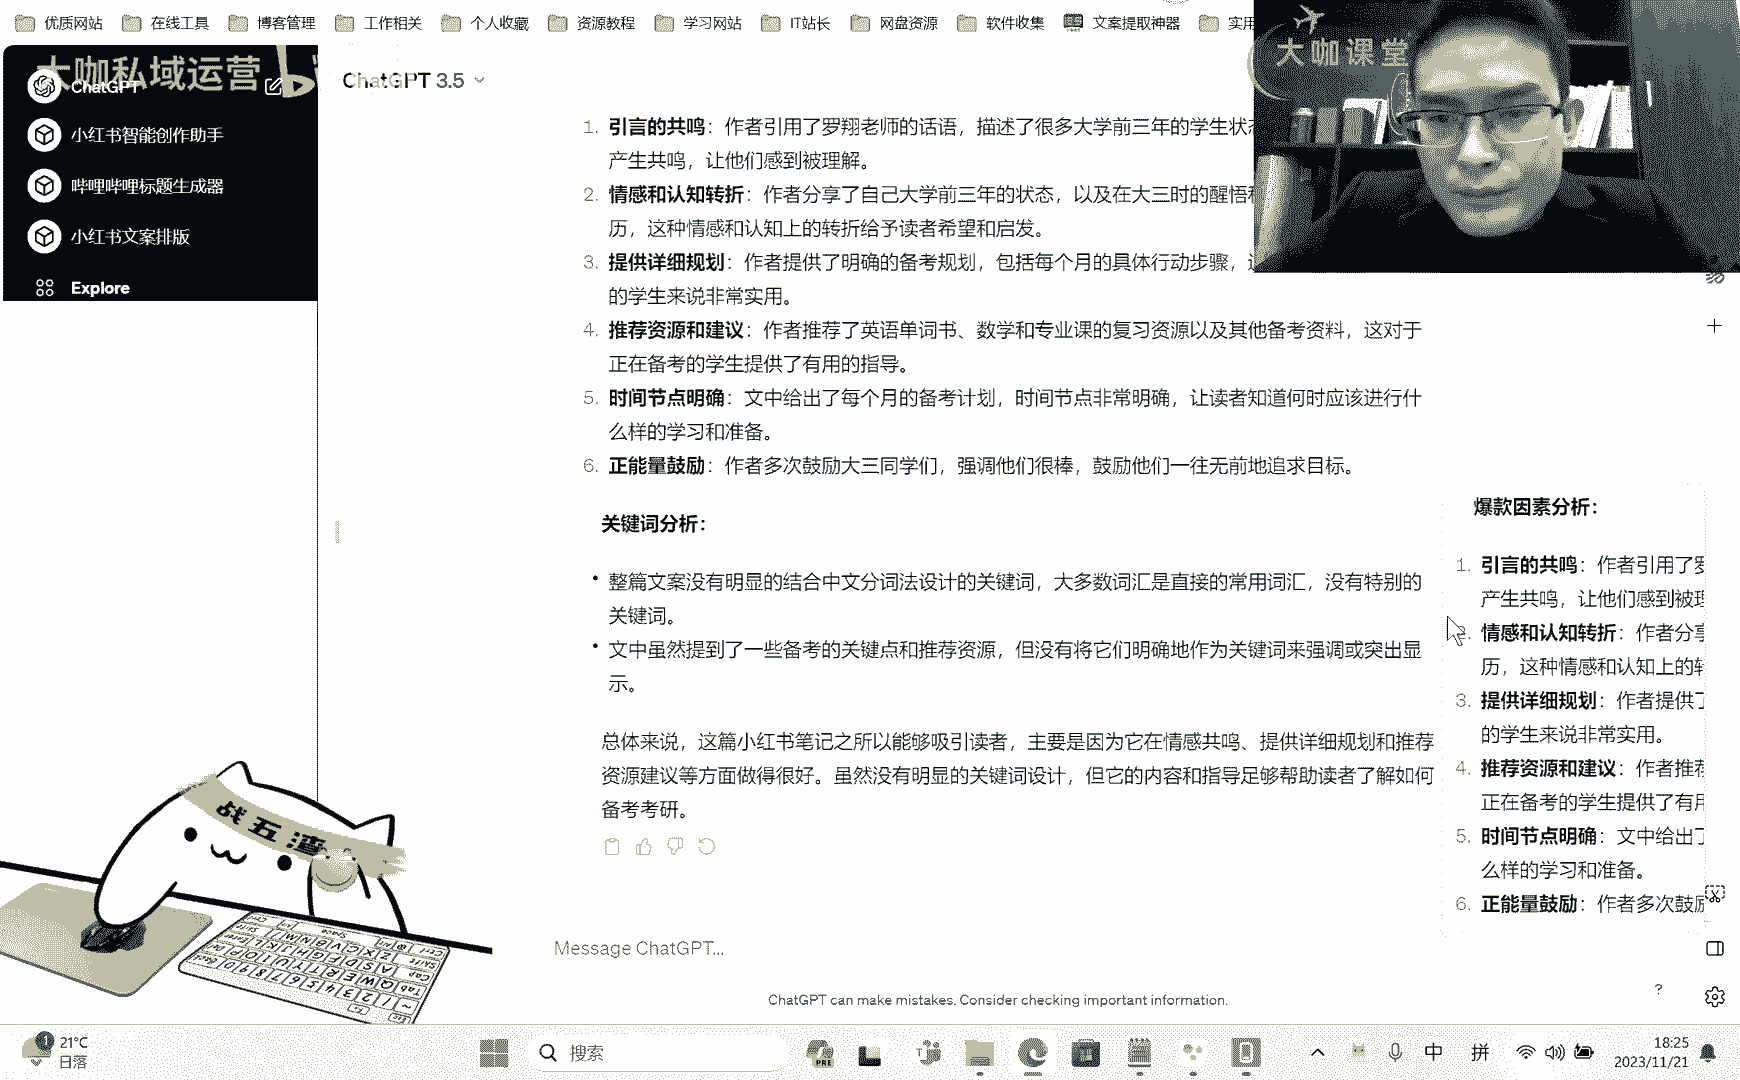 优质网站 在线工具 博客管理 工作相关 个人收藏 资源教程 学习网站 IT站长 网盘资源 软件收集 文案提取神器 实用
大咖私域运营
大咖课堂
ChatGPT
小红书智能创作助手
哔哩哔哩标题生成器
小红书文案排版
Explore
ChatGPT 3.5
1. 引言的共鸣：作者引用了罗翔老师的话语，描述了很多大学前三年的学生状
产生共鸣，让他们感到被理解。
2. 情感和认知转折：作者分享了自己大学前三年的状态，以及在大三时的醒悟
历，这种情感和认知上的转折给予读者希望和启发。
3. 提供详细规划：作者提供了明确的备考规划，包括每个月的具体行动步骤，
的学生来说非常实用。
4. 推荐资源和建议：作者推荐了英语单词书、数学和专业课的复习资源以及其他备考资料，这对于
正在备考的学生提供了有用的指导。
5. 时间节点明确：文中给出了每个月的备考计划，时间节点非常明确，让读者知道何时应该进行什
么样的学习和准备。
6. 正能量鼓励：作者多次鼓励大三同学们，强调他们很棒，鼓励他们一往无前地追求目标。
关键词分析：
• 整篇文案没有明显的结合中文分词法设计的关键词，大多数词汇是直接的常用词汇，没有特别的
关键词。
• 文中虽然提到了一些备考的关键点和推荐资源，但没有将它们明确地作为关键词来强调或突出显
示。
总体来说，这篇小红书笔记之所以能够吸引读者，主要是因为它在情感共鸣、提供详细规划和推荐
资源建议等方面做得很好。虽然没有明显的关键词设计，但它的内容和指导足够帮助读者了解如何
备考考研。
爆款因素分析：
1. 引言的共鸣：作者引用了罗
产生共鸣，让他们感到被理
2. 情感和认知转折：作者分享
历，这种情感和认知上的转
3. 提供详细规划：作者提供了
的学生来说非常实用。
4. 推荐资源和建议：作者推荐
正在备考的学生提供了有用
5. 时间节点明确：文中给出了
么样的学习和准备。
6. 正能量鼓励：作者多次鼓励
战五渣
Message ChatGPT...
ChatGPT can make mistakes. Consider checking important information.
?
1 21°C
日落
搜索
PRE
中 拼
18:25
2023/11/21